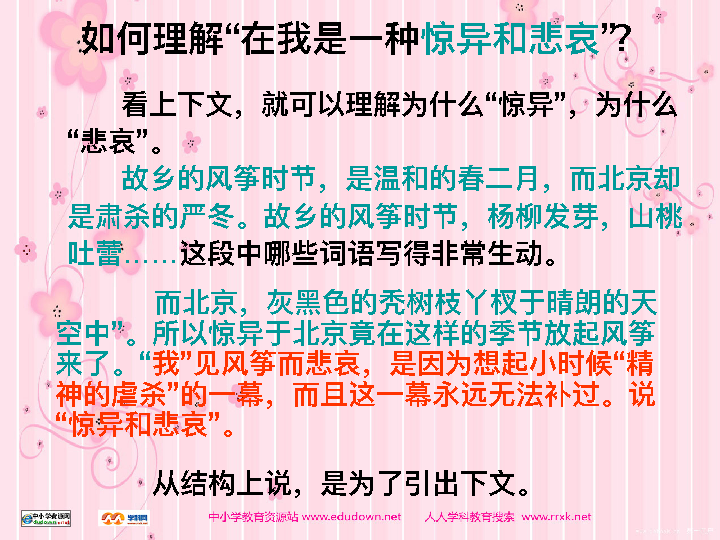 如何理解“在我是一种惊异和悲哀”？
看上下文，就可以理解为什么“惊异”，为什么
“悲哀”。
故乡的风筝时节，是温和的春二月，而北京却
是肃杀的严冬。故乡的风筝时节，杨柳发芽，山桃
吐蕾……这段中哪些词语写得非常生动。
而北京，灰黑色的秃树枝丫杈于晴朗的天
空中”。所以惊异于北京竟在这样的季节放起风筝
来了。“我”见风筝而悲哀，是因为想起小时候“精
神的虐杀”的一幕，而且这一幕永远无法补过。说
“惊异和悲哀”。
从结构上说，是为了引出下文。
中小学教育资源站 www.edudown.net 人人学科教育搜索 www.rrxk.net